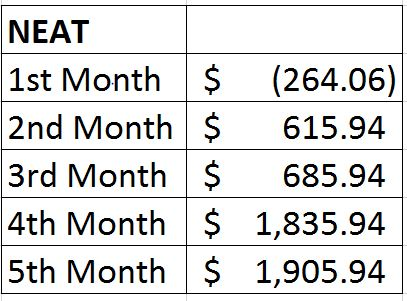 NEAT
1st Month $ (264.06)
2nd Month $ 615.94
3rd Month $ 685.94
4th Month $ 1,835.94
5th Month $ 1,905.94